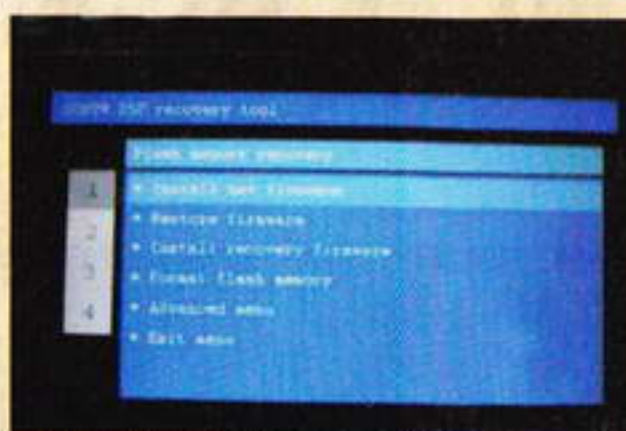 recovery tool
Flash memory recovery
* Install
* Restore firmware
* Install recovery firmware
* Format flash memory
* Advanced menu
* Exit menu
1
2
3
4